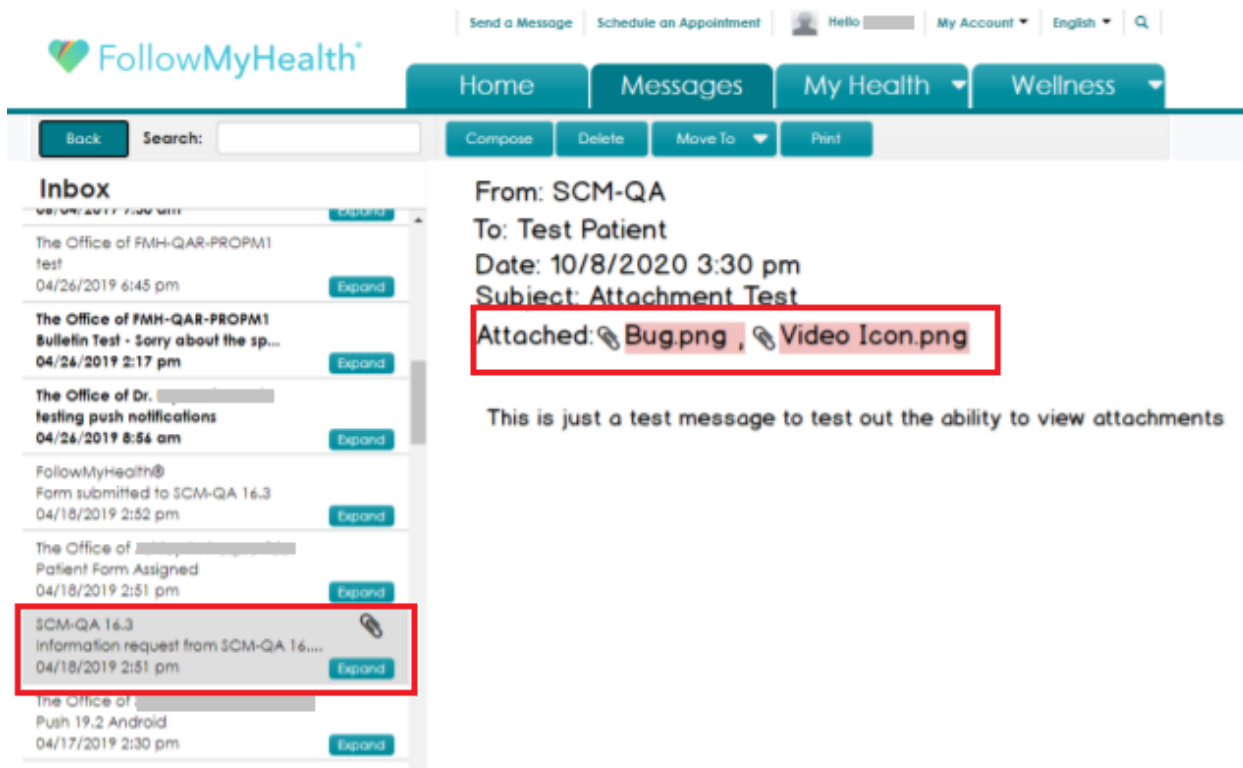 Send a Message Schedule an Appointment Hello My Account English
FollowMyHealth®
Home Messages My Health Wellness
Back Search: Compose Delete Move To Print
Inbox
08/04/2017 7:50 am Expand
The Office of FMH-QAR-PROPM1
test
04/26/2019 6:45 pm Expand
The Office of FMH-QAR-PROPM1
Bulletin Test - Sorry about the sp...
04/26/2019 2:17 pm Expand
The Office of Dr.
testing push notifications
04/26/2019 8:56 am Expand
FollowMyHealth®
Form submitted to SCM-QA 16.3
04/18/2019 2:52 pm Expand
The Office of
Patient Form Assigned
04/18/2019 2:51 pm Expand
SCM-QA 16.3
Information request from SCM-QA 16....
04/18/2019 2:51 pm Expand
The Office of
Push 19.2 Android
04/17/2019 2:30 pm Expand
From: SCM-QA
To: Test Patient
Date: 10/8/2020 3:30 pm
Subject: Attachment Test
Attached: Bug.png , Video Icon.png
This is just a test message to test out the ability to view attachments